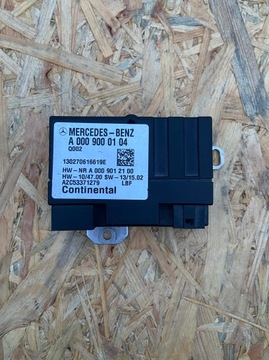 MERCEDES-BENZ
A 000 900 01 04
Q002
130270616619E
HW-NR A 000 901 21 00
HW-10/47.00 SW-13/15.02
A2C53371279 LBF
Continental